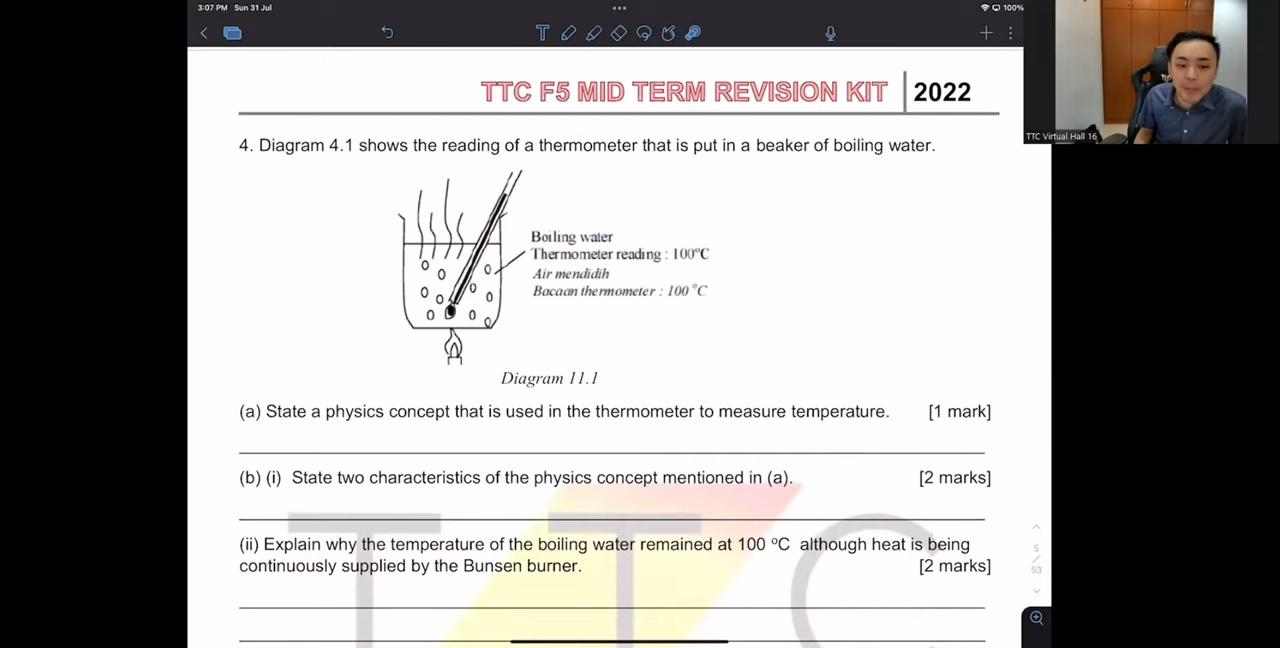 3:07 PM Sun 31 Jul
100%
TTC F5 MID TERM REVISION KIT 2022
TTC Virtual Hall 16
4. Diagram 4.1 shows the reading of a thermometer that is put in a beaker of boiling water.
Boiling water
Thermometer reading : 100°C
Air mendidih
Bacaan thermometer : 100 °C
Diagram 11.1
(a) State a physics concept that is used in the thermometer to measure temperature. [1 mark]
(b) (i) State two characteristics of the physics concept mentioned in (a). [2 marks]
(ii) Explain why the temperature of the boiling water remained at 100 ºC although heat is being
continuously supplied by the Bunsen burner. [2 marks]
TTC
5
/
53